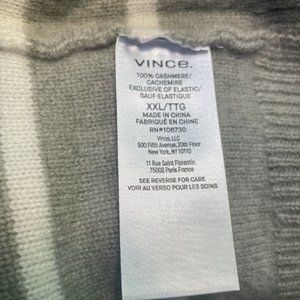 VINCE.
100% CASHMERE/
CACHEMIRE
EXCLUSIVE OF ELASTIC/
SAUF ELASTIQUE
XXL/TTG
MADE IN CHINA
FABRIQUÉ EN CHINE
RN#108730
Vince, LLC
500 Fifth Avenue, 20th Floor
New York, NY 10110
11 Rue Saint Florentin
75008 Paris France
SEE REVERSE FOR CARE
VOIR AU VERSO POUR LES SOINS